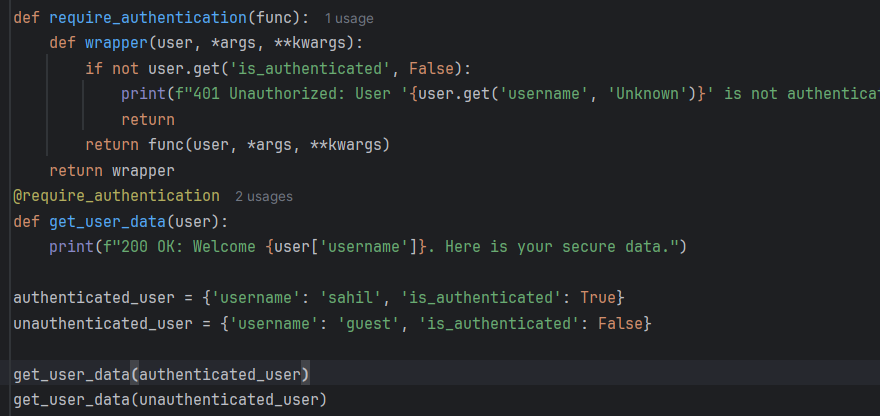 def require_authentication(func): 1 usage
    def wrapper(user, *args, **kwargs):
        if not user.get('is_authenticated', False):
            print(f"401 Unauthorized: User '{user.get('username', 'Unknown')}' is not authentica
            return
        return func(user, *args, **kwargs)
    return wrapper
@require_authentication 2 usages
def get_user_data(user):
    print(f"200 OK: Welcome {user['username']}. Here is your secure data.")

authenticated_user = {'username': 'sahil', 'is_authenticated': True}
unauthenticated_user = {'username': 'guest', 'is_authenticated': False}

get_user_data(authenticated_user)
get_user_data(unauthenticated_user)